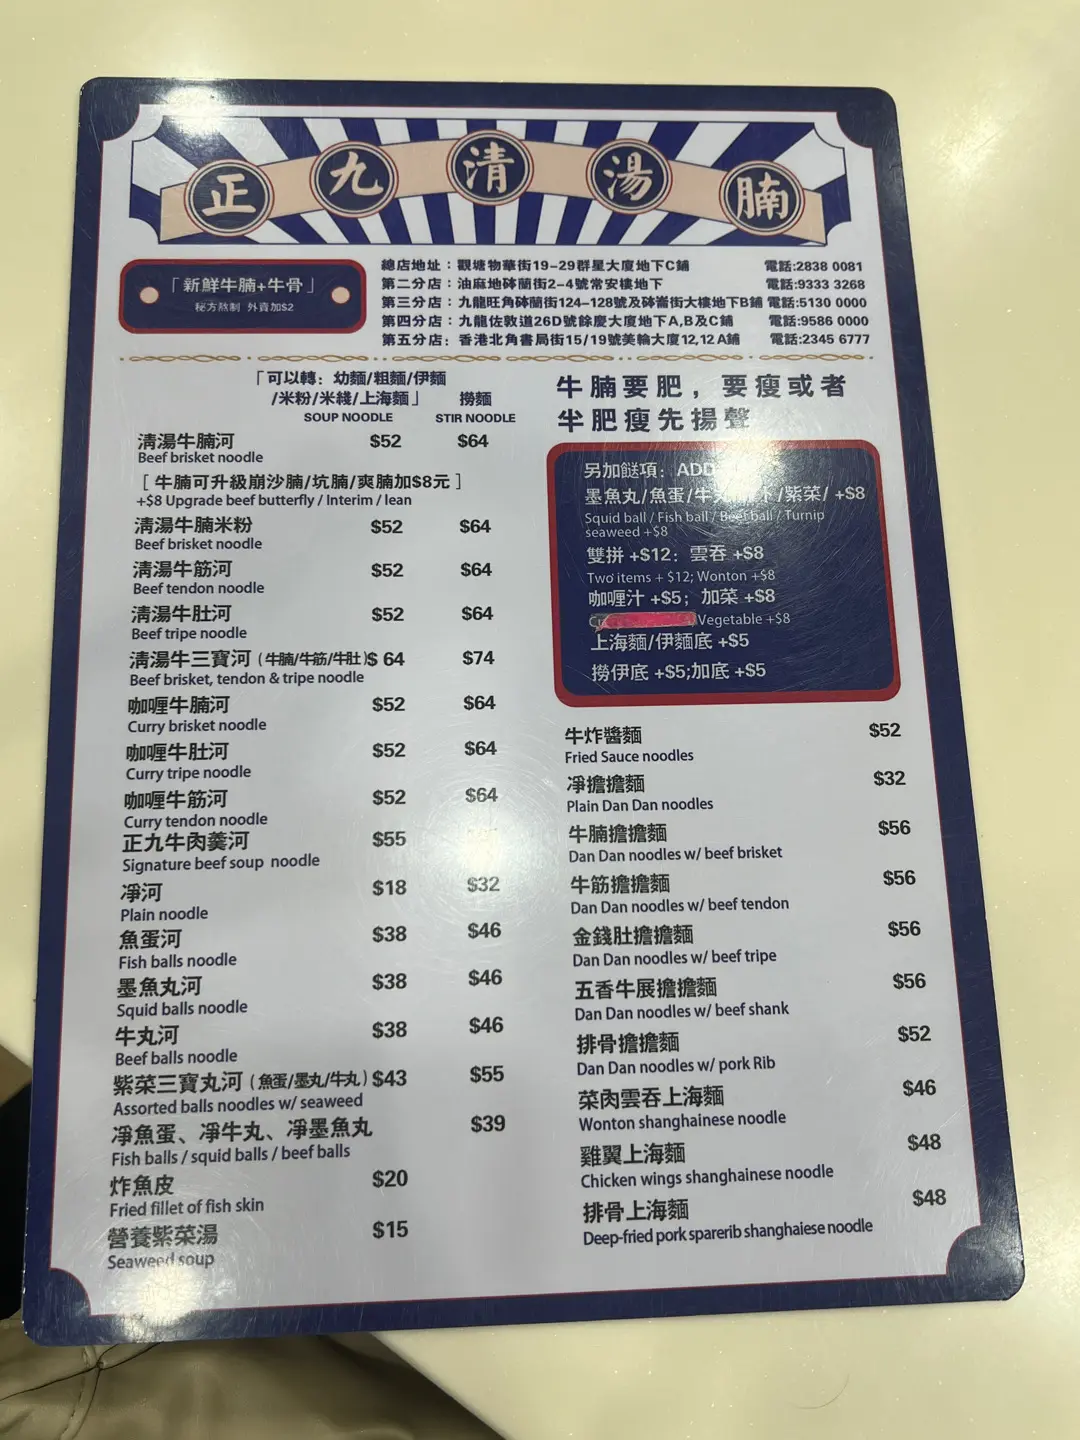 正九清湯腩
「新鮮牛腩+牛骨」
秘方熬制 外賣加$2
總店地址：觀塘物華街19-29群星大廈地下C鋪 電話:2838 0081
第二分店：油麻地砵蘭街2-4號常安樓地下 電話:9333 3268
第三分店：九龍旺角砵蘭街124-128號及砵崙街大樓地下B鋪 電話:5130 0000
第四分店：九龍佐敦道26D號餘慶大廈地下A,B及C鋪 電話:9586 0000
第五分店：香港北角書局街15/19號美輪大廈12,12A鋪 電話:2345 6777
「可以轉：幼麵/粗麵/伊麵
/米粉/米綫/上海麵」 撈麵
SOUP NOODLE STIR NOODLE
清湯牛腩河 $52 $64
Beef brisket noodle
[ 牛腩可升級崩沙腩/坑腩/爽腩加$8元 ]
+$8 Upgrade beef butterfly / Interim / lean
清湯牛腩米粉 $52 $64
Beef brisket noodle
清湯牛筋河 $52 $64
Beef tendon noodle
清湯牛肚河 $52 $64
Beef tripe noodle
清湯牛三寶河 (牛腩/牛筋/牛肚) $ 64 $74
Beef brisket, tendon & tripe noodle
咖喱牛腩河 $52 $64
Curry brisket noodle
咖喱牛肚河 $52 $64
Curry tripe noodle
咖喱牛筋河 $52 $64
Curry tendon noodle
正九牛肉羹河 $55
Signature beef soup noodle
凈河 $18 $32
Plain noodle
魚蛋河 $38 $46
Fish balls noodle
墨魚丸河 $38 $46
Squid balls noodle
牛丸河 $38 $46
Beef balls noodle
紫菜三寶丸河 (魚蛋/墨丸/牛丸) $43 $55
Assorted balls noodles w/ seaweed
凈魚蛋、凈牛丸、凈墨魚丸 $39
Fish balls / squid balls / beef balls
炸魚皮 $20
Fried fillet of fish skin
營養紫菜湯 $15
Seaweed soup
牛腩要肥，要瘦或者
半肥瘦先揚聲
另加餸項：ADD
墨魚丸/魚蛋/牛 /紫菜/ +$8
Squid ball / Fish ball / Beef ball / Turnip
seaweed +$8
雙拼 +$12：雲吞 +$8
Two items + $12; Wonton +$8
咖喱汁 +$5；加菜 +$8
Vegetable +$8
上海麵/伊麵底 +$5
撈伊底 +$5;加底 +$5
牛炸醬麵 $52
Fried Sauce noodles
凈擔擔麵 $32
Plain Dan Dan noodles
牛腩擔擔麵 $56
Dan Dan noodles w/ beef brisket
牛筋擔擔麵 $56
Dan Dan noodles w/ beef tendon
金錢肚擔擔麵 $56
Dan Dan noodles w/ beef tripe
五香牛展擔擔麵 $56
Dan Dan noodles w/ beef shank
排骨擔擔麵 $52
Dan Dan noodles w/ pork Rib
菜肉雲吞上海麵 $46
Wonton shanghainese noodle
雞翼上海麵 $48
Chicken wings shanghainese noodle
排骨上海麵 $48
Deep-fried pork sparerib shanghaiese noodle